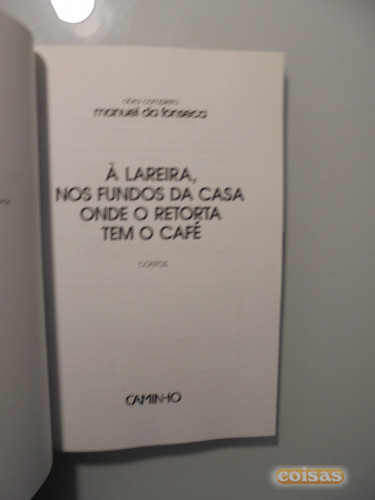 obra completa
manuel da fonseca
À LAREIRA,
NOS FUNDOS DA CASA
ONDE O RETORTA
TEM O CAFÉ
CONTOS
CAMINHO
coisas